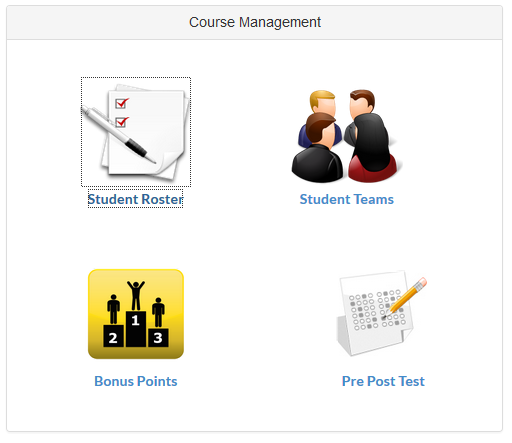 Course Management
Student Roster
Student Teams
1
2
3
Bonus Points
Pre Post Test